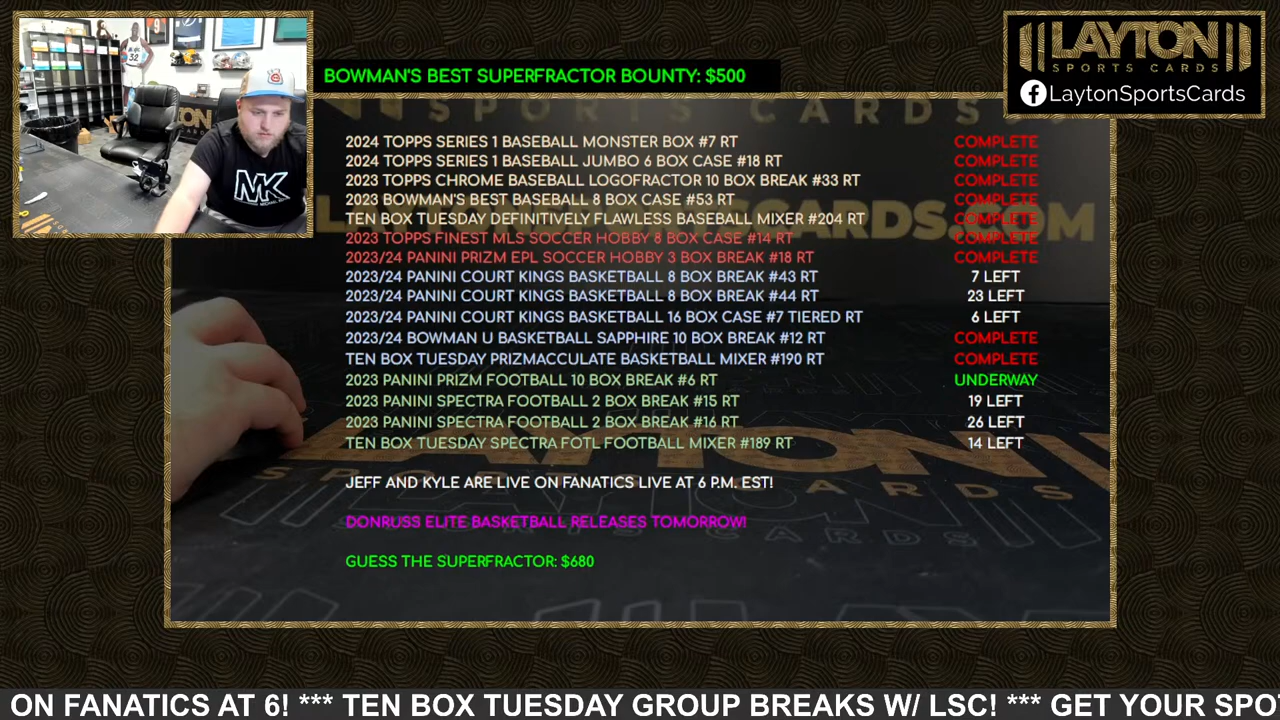 LAYTON
SPORTS CARDS
LaytonSportsCards
BOWMAN'S BEST SUPERFRACTOR BOUNTY: $500
SPORTS CARDS
32
MK
2024 TOPPS SERIES 1 BASEBALL MONSTER BOX #7 RT COMPLETE
2024 TOPPS SERIES 1 BASEBALL JUMBO 6 BOX CASE #18 RT COMPLETE
2023 TOPPS CHROME BASEBALL LOGOFRACTOR 10 BOX BREAK #33 RT COMPLETE
2023 BOWMAN'S BEST BASEBALL 8 BOX CASE #53 RT COMPLETE
TEN BOX TUESDAY DEFINITIVELY FLAWLESS BASEBALL MIXER #204 RT COMPLETE
2023 TOPPS FINEST MLS SOCCER HOBBY 8 BOX CASE #14 RT COMPLETE
2023/24 PANINI PRIZM EPL SOCCER HOBBY 3 BOX BREAK #18 RT COMPLETE
2023/24 PANINI COURT KINGS BASKETBALL 8 BOX BREAK #43 RT 7 LEFT
2023/24 PANINI COURT KINGS BASKETBALL 8 BOX BREAK #44 RT 23 LEFT
2023/24 PANINI COURT KINGS BASKETBALL 16 BOX CASE #7 TIERED RT 6 LEFT
2023/24 BOWMAN U BASKETBALL SAPPHIRE 10 BOX BREAK #12 RT COMPLETE
TEN BOX TUESDAY PRIZMACCULATE BASKETBALL MIXER #190 RT COMPLETE
2023 PANINI PRIZM FOOTBALL 10 BOX BREAK #6 RT UNDERWAY
2023 PANINI SPECTRA FOOTBALL 2 BOX BREAK #15 RT 19 LEFT
2023 PANINI SPECTRA FOOTBALL 2 BOX BREAK #16 RT 26 LEFT
TEN BOX TUESDAY SPECTRA FOTL FOOTBALL MIXER #189 RT 14 LEFT
JEFF AND KYLE ARE LIVE ON FANATICS LIVE AT 6 P.M. EST!
DONRUSS ELITE BASKETBALL RELEASES TOMORROW!
GUESS THE SUPERFRACTOR: $680
ON FANATICS AT 6! *** TEN BOX TUESDAY GROUP BREAKS W/ LSC! *** GET YOUR SPO